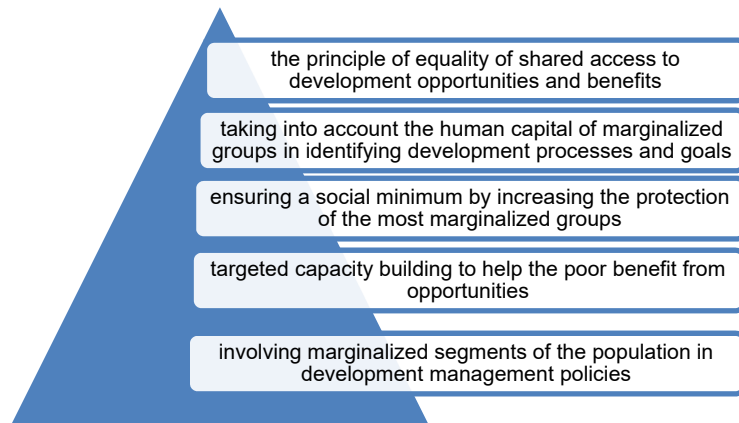 the principle of equality of shared access to
development opportunities and benefits
taking into account the human capital of marginalized
groups in identifying development processes and goals
ensuring a social minimum by increasing the protection
of the most marginalized groups
targeted capacity building to help the poor benefit from
opportunities
involving marginalized segments of the population in
development management policies